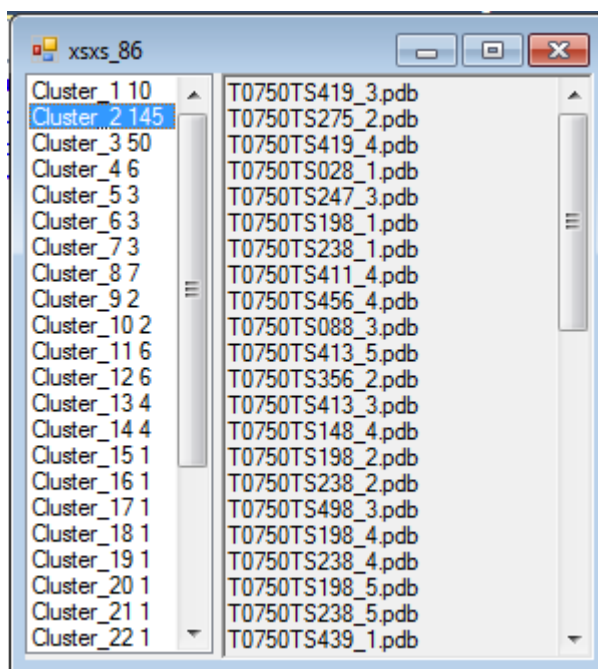 xsxs_86
Cluster_1 10
Cluster_2 145
Cluster_3 50
Cluster_4 6
Cluster_5 3
Cluster_6 3
Cluster_7 3
Cluster_8 7
Cluster_9 2
Cluster_10 2
Cluster_11 6
Cluster_12 6
Cluster_13 4
Cluster_14 4
Cluster_15 1
Cluster_16 1
Cluster_17 1
Cluster_18 1
Cluster_19 1
Cluster_20 1
Cluster_21 1
Cluster_22 1
T0750TS419_3.pdb
T0750TS275_2.pdb
T0750TS419_4.pdb
T0750TS028_1.pdb
T0750TS247_3.pdb
T0750TS198_1.pdb
T0750TS238_1.pdb
T0750TS411_4.pdb
T0750TS456_4.pdb
T0750TS088_3.pdb
T0750TS413_5.pdb
T0750TS356_2.pdb
T0750TS413_3.pdb
T0750TS148_4.pdb
T0750TS198_2.pdb
T0750TS238_2.pdb
T0750TS498_3.pdb
T0750TS198_4.pdb
T0750TS238_4.pdb
T0750TS198_5.pdb
T0750TS238_5.pdb
T0750TS439_1.pdb